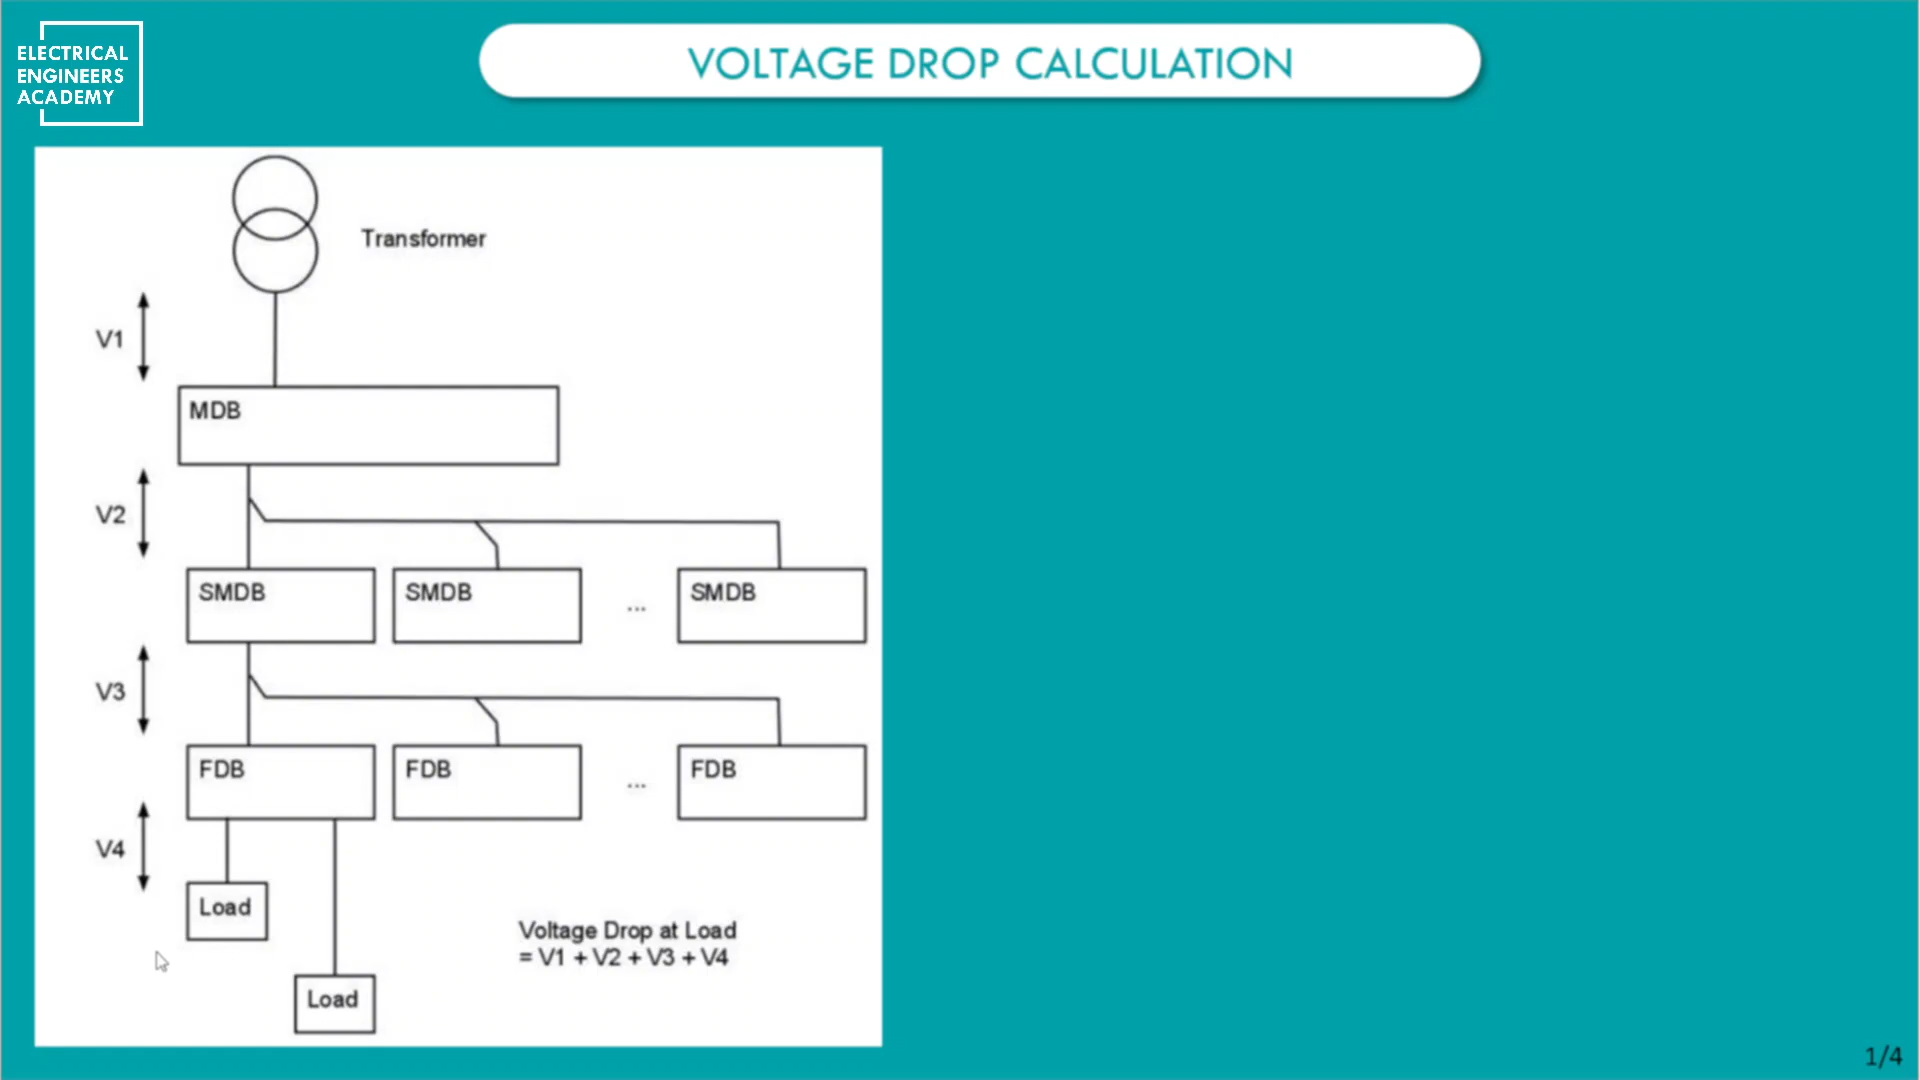 ELECTRICAL
ENGINEERS
ACADEMY
VOLTAGE DROP CALCULATION
Transformer
V1
MDB
V2
SMDB SMDB ... SMDB
V3
FDB FDB ... FDB
V4
Load
Voltage Drop at Load
= V1 + V2 + V3 + V4
Load
1/4